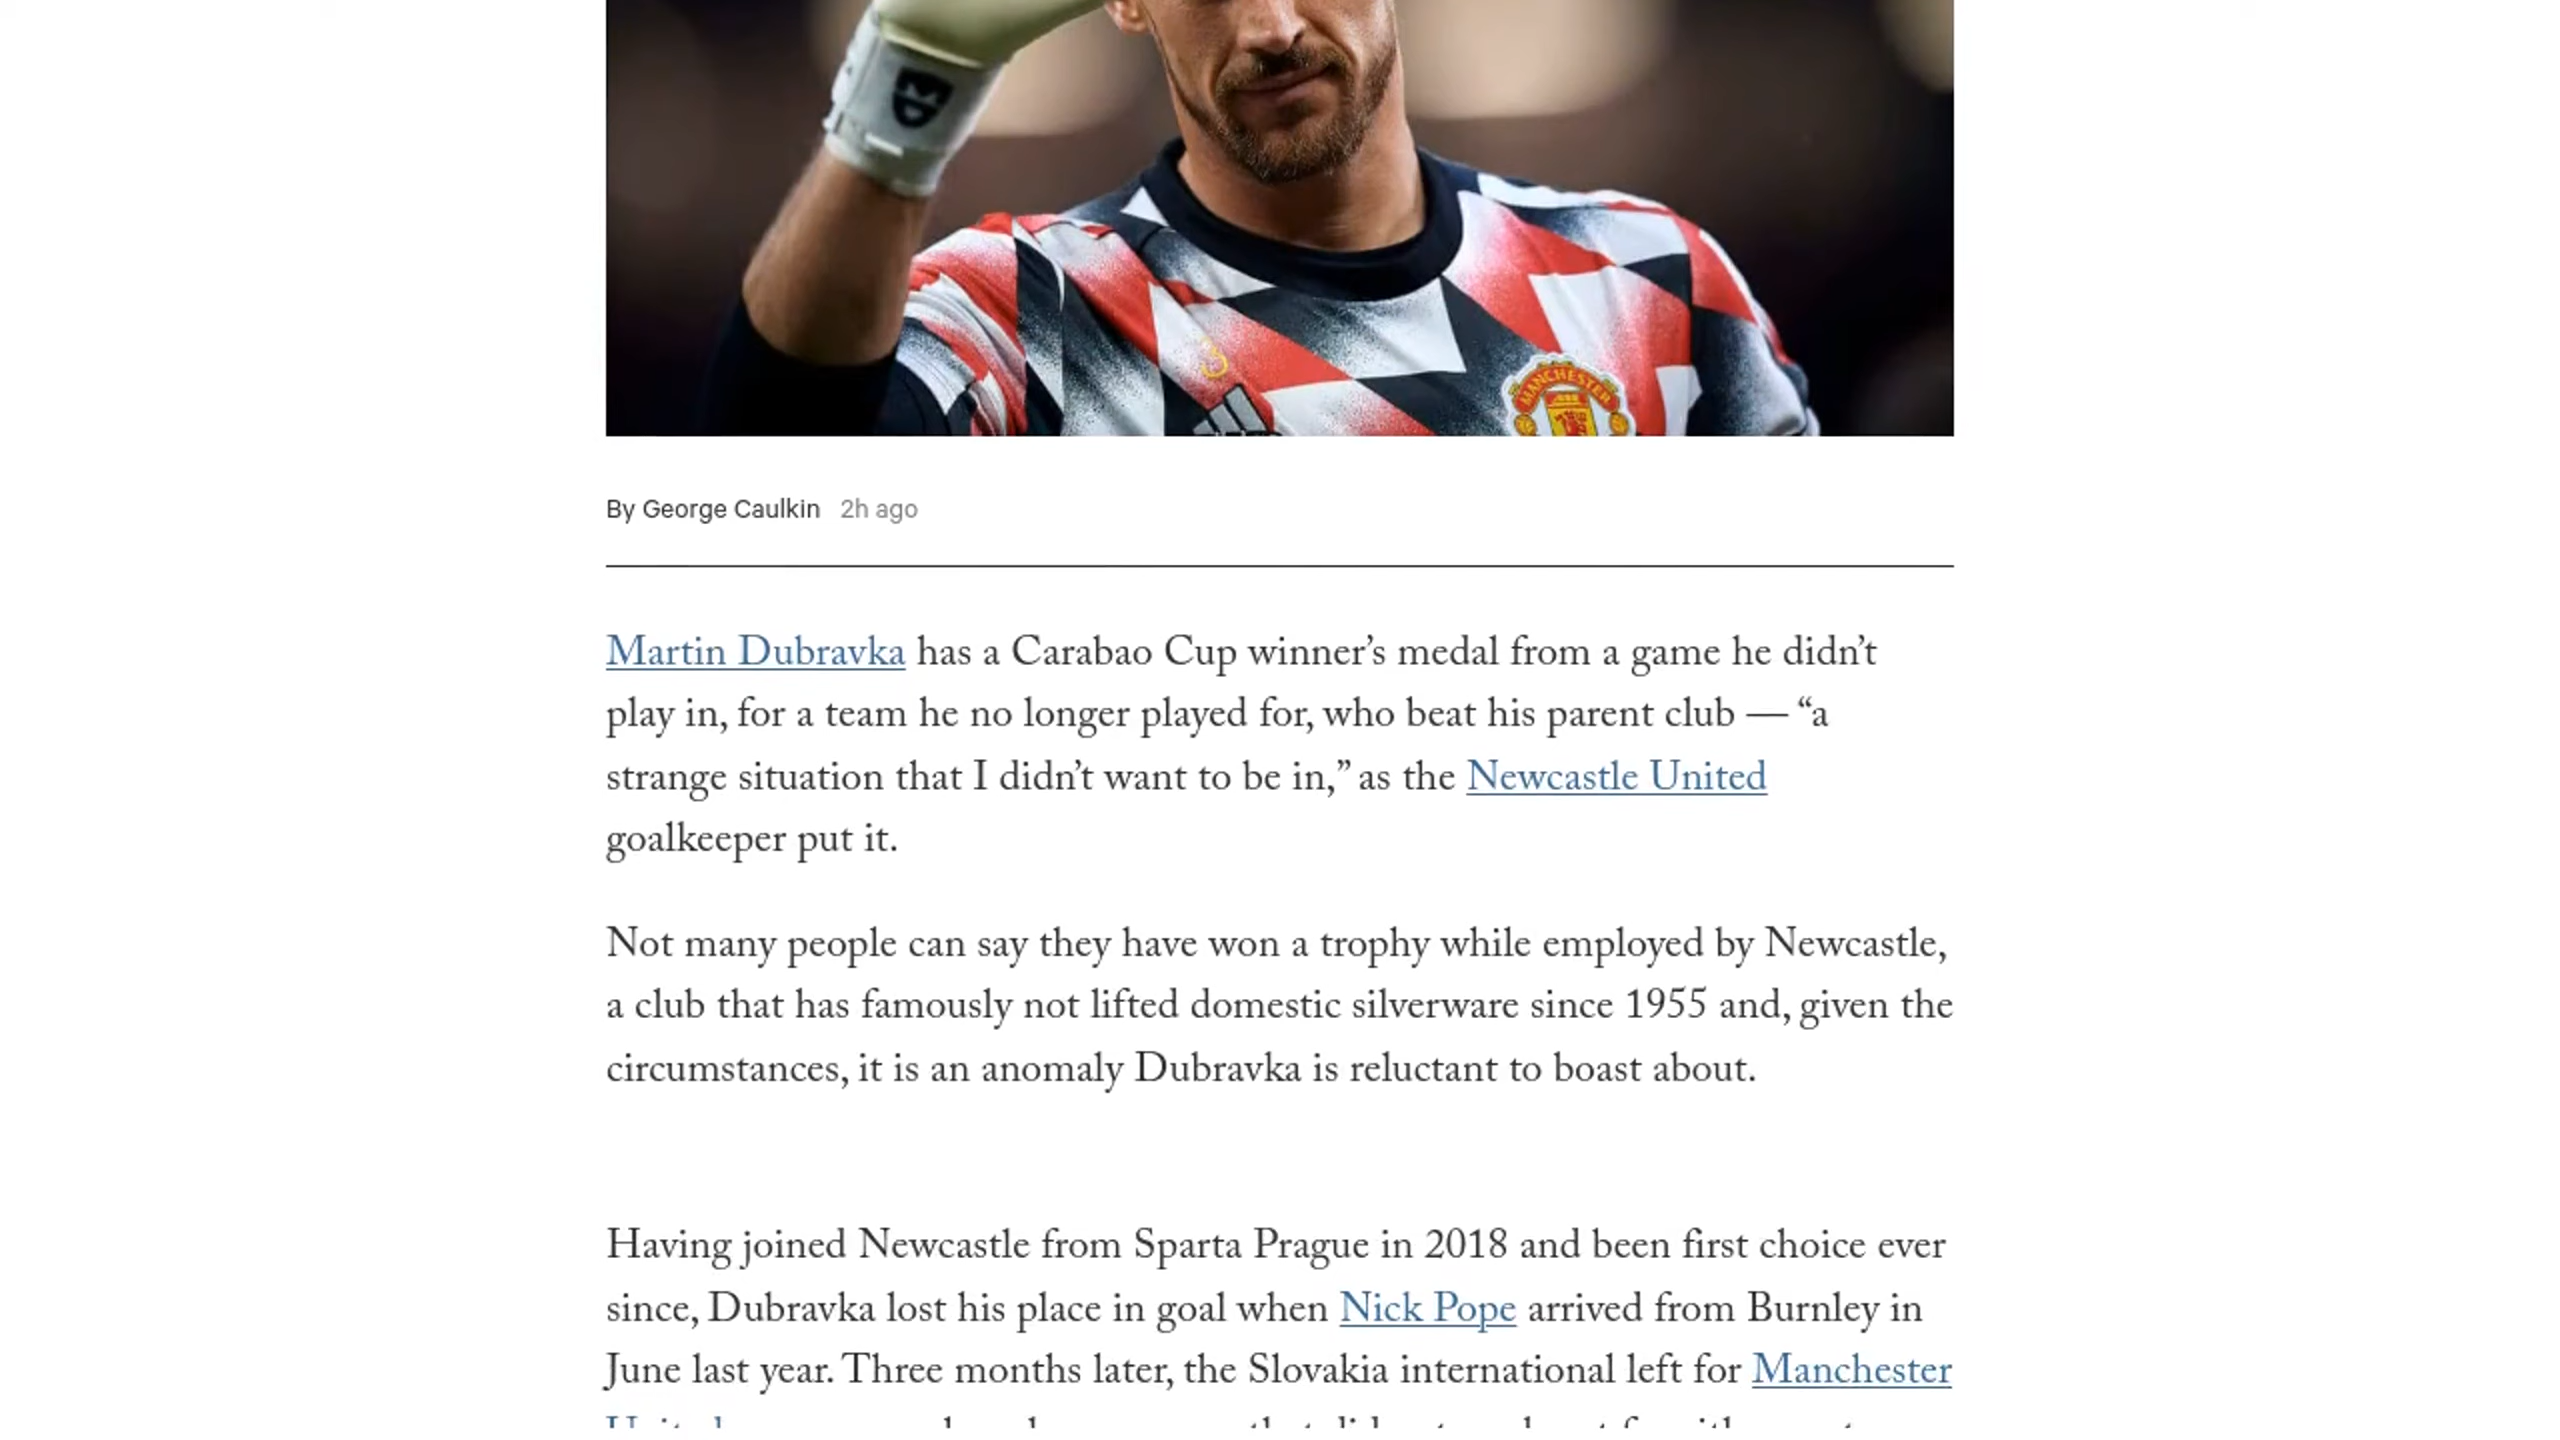 3
MANCHESTER
By George Caulkin 2h ago
Martin Dubravka has a Carabao Cup winner’s medal from a game he didn’t
play in, for a team he no longer played for, who beat his parent club — “a
strange situation that I didn’t want to be in,” as the Newcastle United
goalkeeper put it.
Not many people can say they have won a trophy while employed by Newcastle,
a club that has famously not lifted domestic silverware since 1955 and, given the
circumstances, it is an anomaly Dubravka is reluctant to boast about.
Having joined Newcastle from Sparta Prague in 2018 and been first choice ever
since, Dubravka lost his place in goal when Nick Pope arrived from Burnley in
June last year. Three months later, the Slovakia international left for Manchester